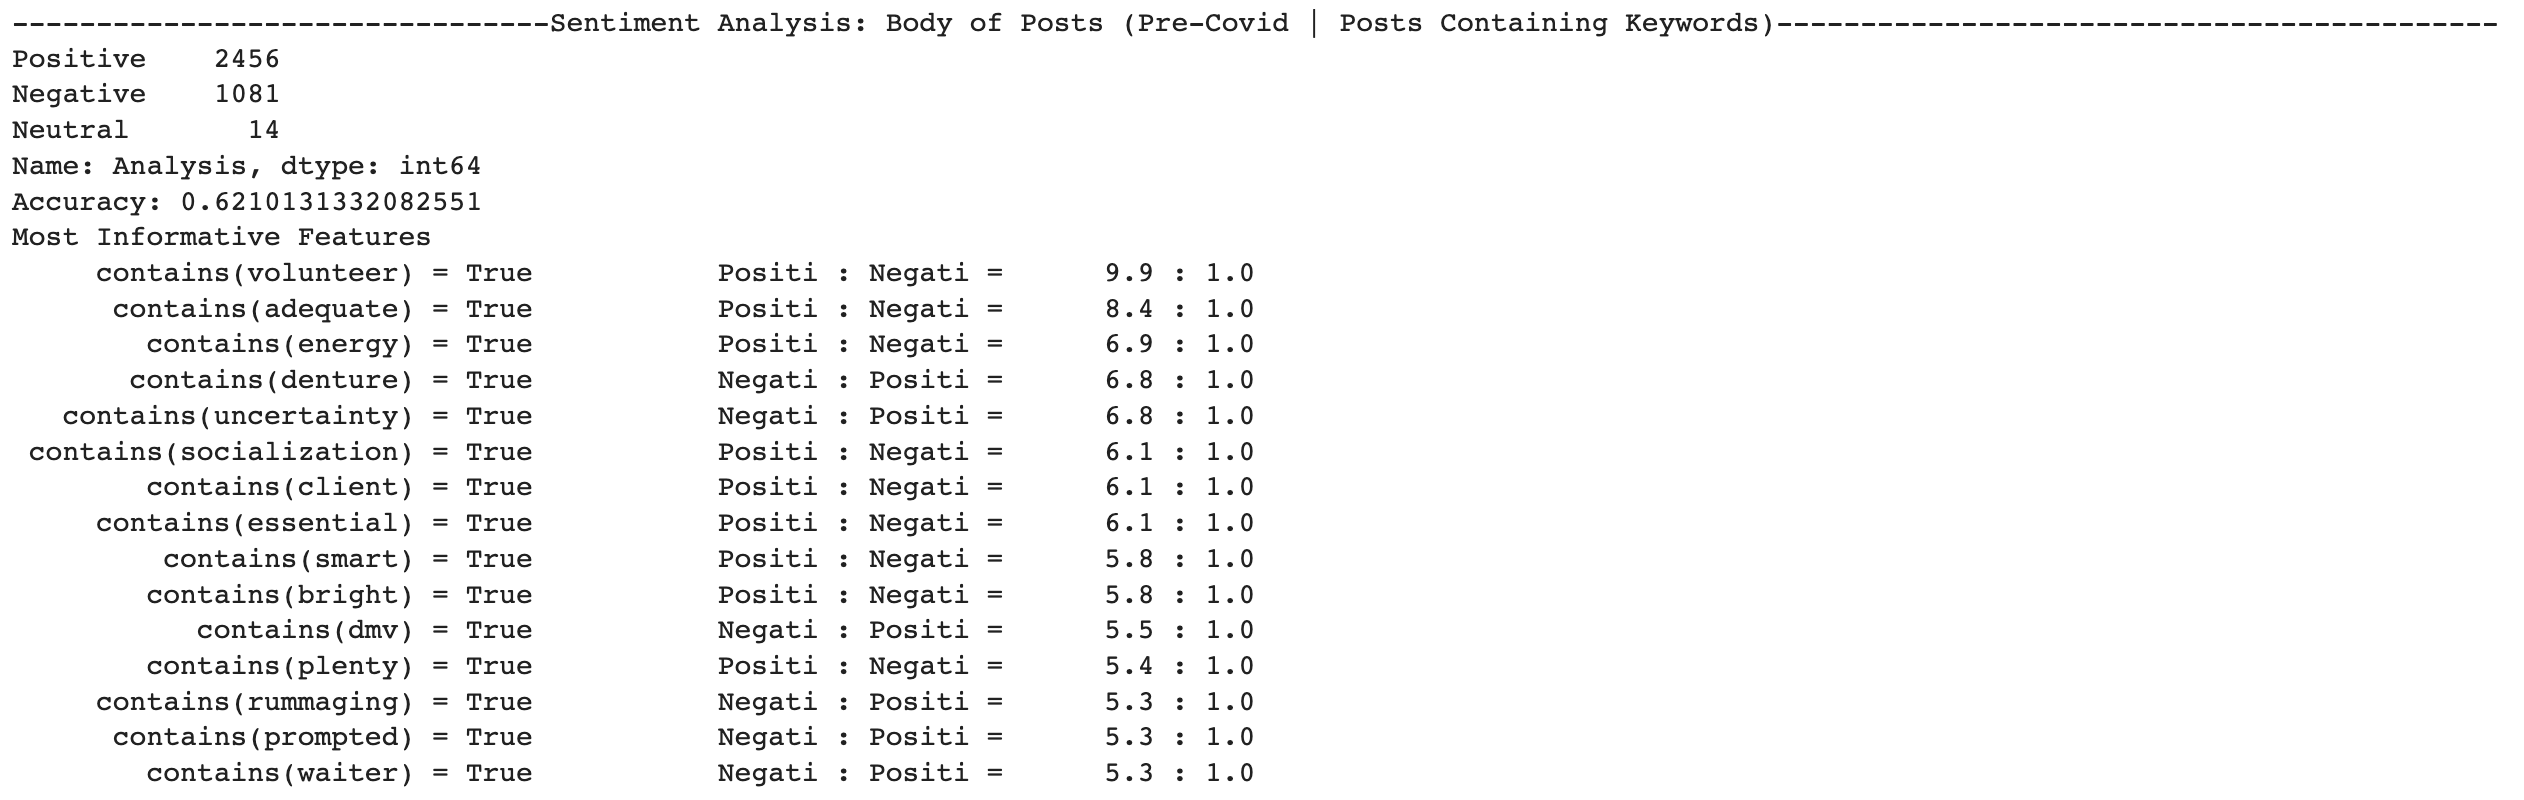 --------------------------------Sentiment Analysis: Body of Posts (Pre-Covid | Posts Containing Keywords)-------------------------------------------
Positive    2456
Negative    1081
Neutral       14
Name: Analysis, dtype: int64
Accuracy: 0.6210131332082551
Most Informative Features
     contains(volunteer) = True           Positi : Negati =      9.9 : 1.0
      contains(adequate) = True           Positi : Negati =      8.4 : 1.0
        contains(energy) = True           Positi : Negati =      6.9 : 1.0
       contains(denture) = True           Negati : Positi =      6.8 : 1.0
   contains(uncertainty) = True           Negati : Positi =      6.8 : 1.0
 contains(socialization) = True           Positi : Negati =      6.1 : 1.0
        contains(client) = True           Positi : Negati =      6.1 : 1.0
     contains(essential) = True           Positi : Negati =      6.1 : 1.0
         contains(smart) = True           Positi : Negati =      5.8 : 1.0
        contains(bright) = True           Positi : Negati =      5.8 : 1.0
           contains(dmv) = True           Negati : Positi =      5.5 : 1.0
        contains(plenty) = True           Positi : Negati =      5.4 : 1.0
     contains(rummaging) = True           Negati : Positi =      5.3 : 1.0
      contains(prompted) = True           Negati : Positi =      5.3 : 1.0
        contains(waiter) = True           Negati : Positi =      5.3 : 1.0